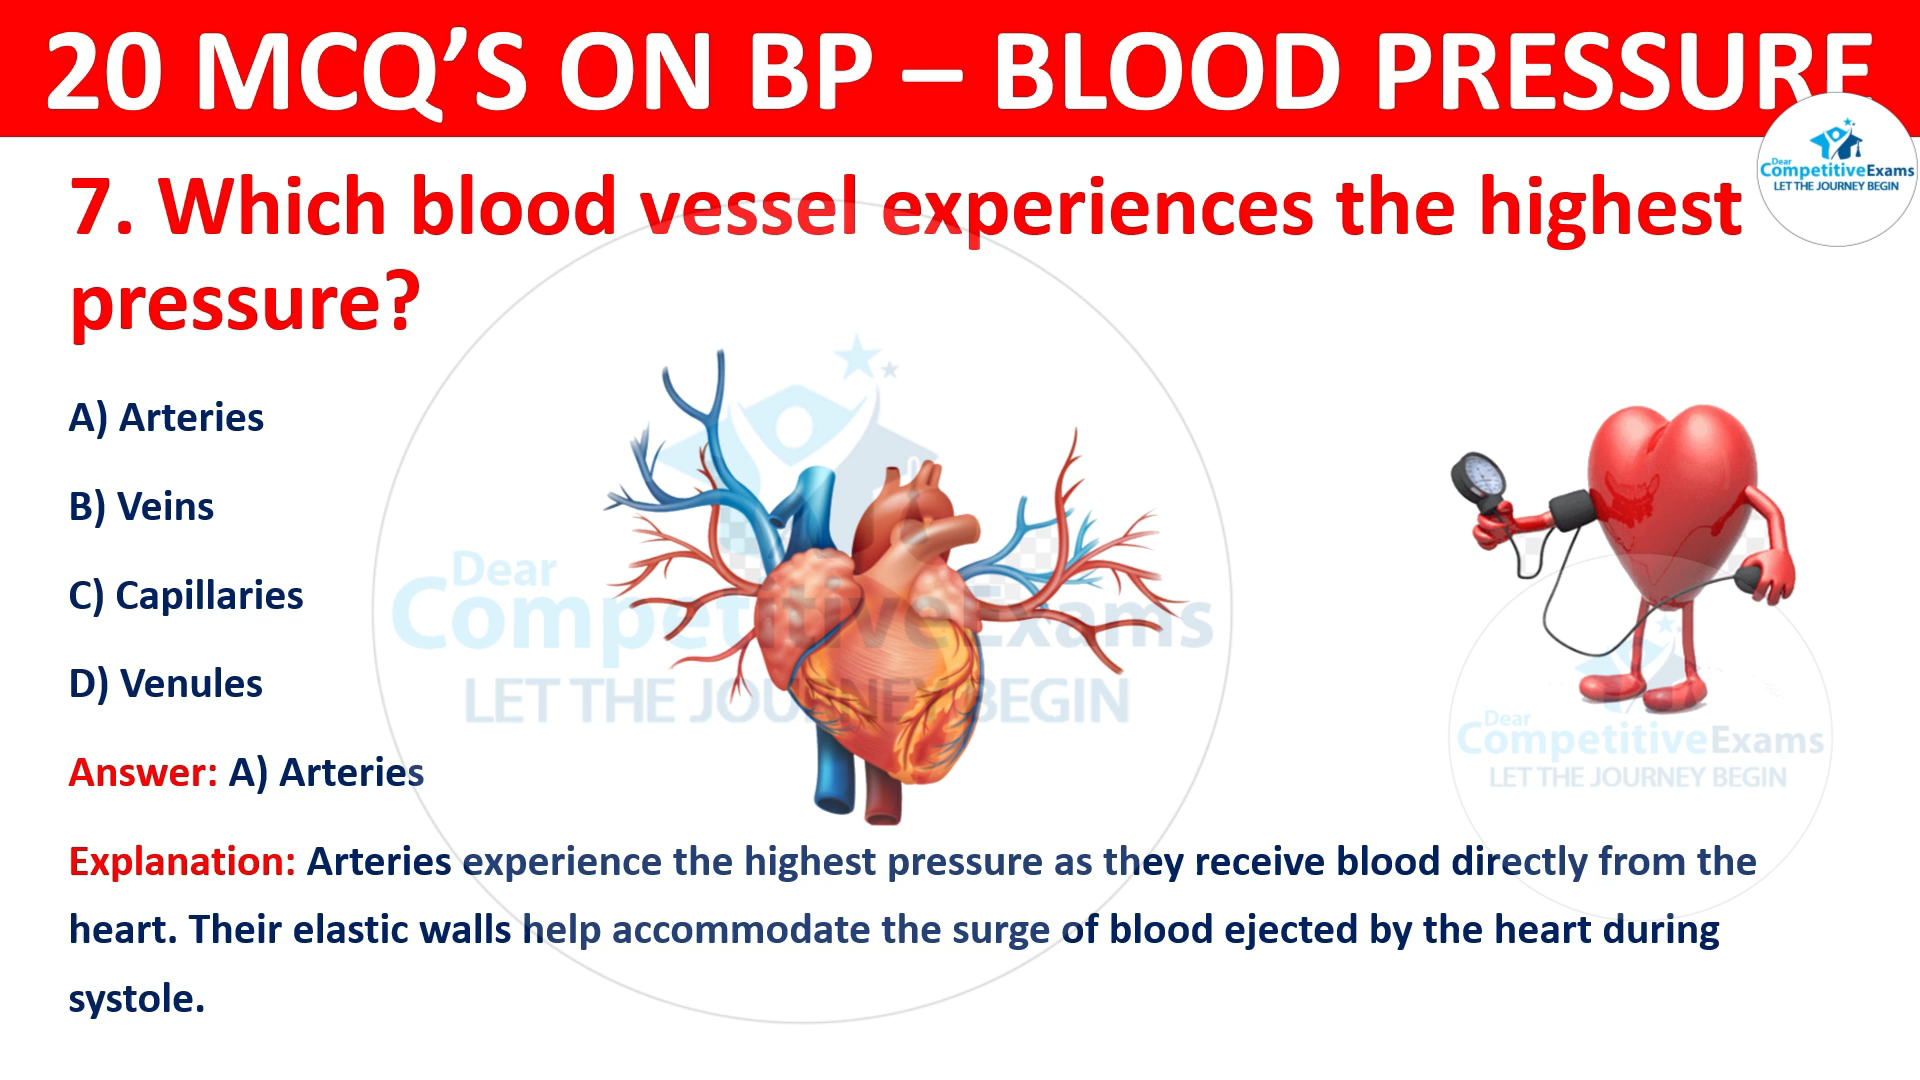 20 MCQ’S ON BP – BLOOD PRESSURE
Dear
CompetitiveExams
LET THE JOURNEY BEGIN
7. Which blood vessel experiences the highest
pressure?
A) Arteries
B) Veins
C) Capillaries
D) Venules
Dear
CompetitiveExams
LET THE JOURNEY BEGIN
Dear
CompetitiveExams
LET THE JOURNEY BEGIN
Answer: A) Arteries
Explanation: Arteries experience the highest pressure as they receive blood directly from the
heart. Their elastic walls help accommodate the surge of blood ejected by the heart during
systole.